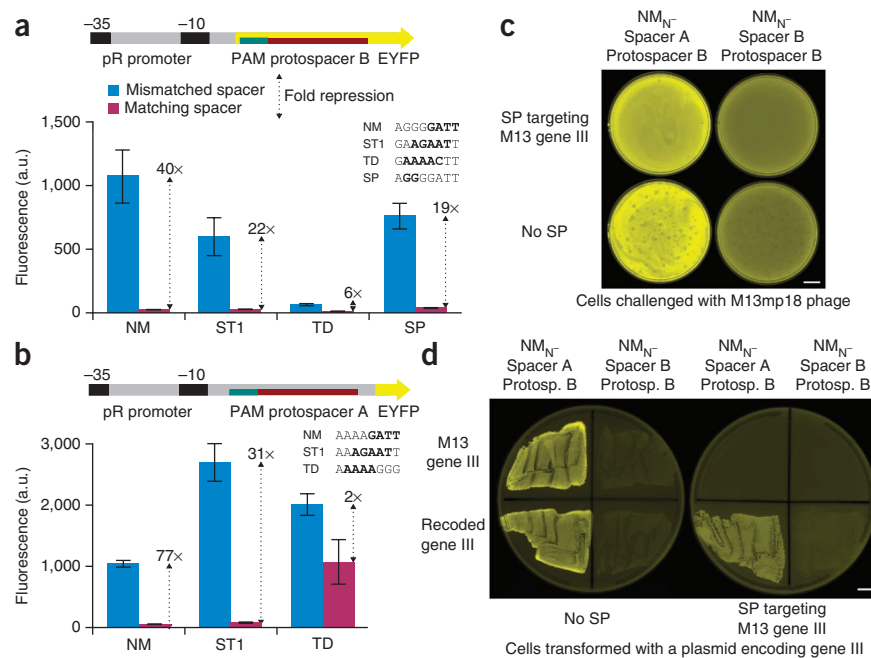 a
−35
−10
pR promoter
PAM protospacer B
EYFP
Mismatched spacer
Matching spacer
Fold repression
Fluorescence (a.u.)
1,500
1,000
500
0
NM AGGGGATT
ST1 GAAGAATT
TD GAAAACTT
SP AGGGGATT
40×
22×
6×
19×
NM
ST1
TD
SP
b
−35
−10
pR promoter
PAM protospacer A
EYFP
Fluorescence (a.u.)
3,000
2,000
1,000
0
NM AAAAGATT
ST1 AAAGAATT
TD AAAAAGGG
77×
31×
2×
NM
ST1
TD
c
NMN−
Spacer A
Protospacer B
NMN−
Spacer B
Protospacer B
SP targeting
M13 gene III
No SP
Cells challenged with M13mp18 phage
d
NMN−
Spacer A
Protosp. B
NMN−
Spacer B
Protosp. B
NMN−
Spacer A
Protosp. B
NMN−
Spacer B
Protosp. B
M13
gene III
Recoded
gene III
No SP
SP targeting
M13 gene III
Cells transformed with a plasmid encoding gene III